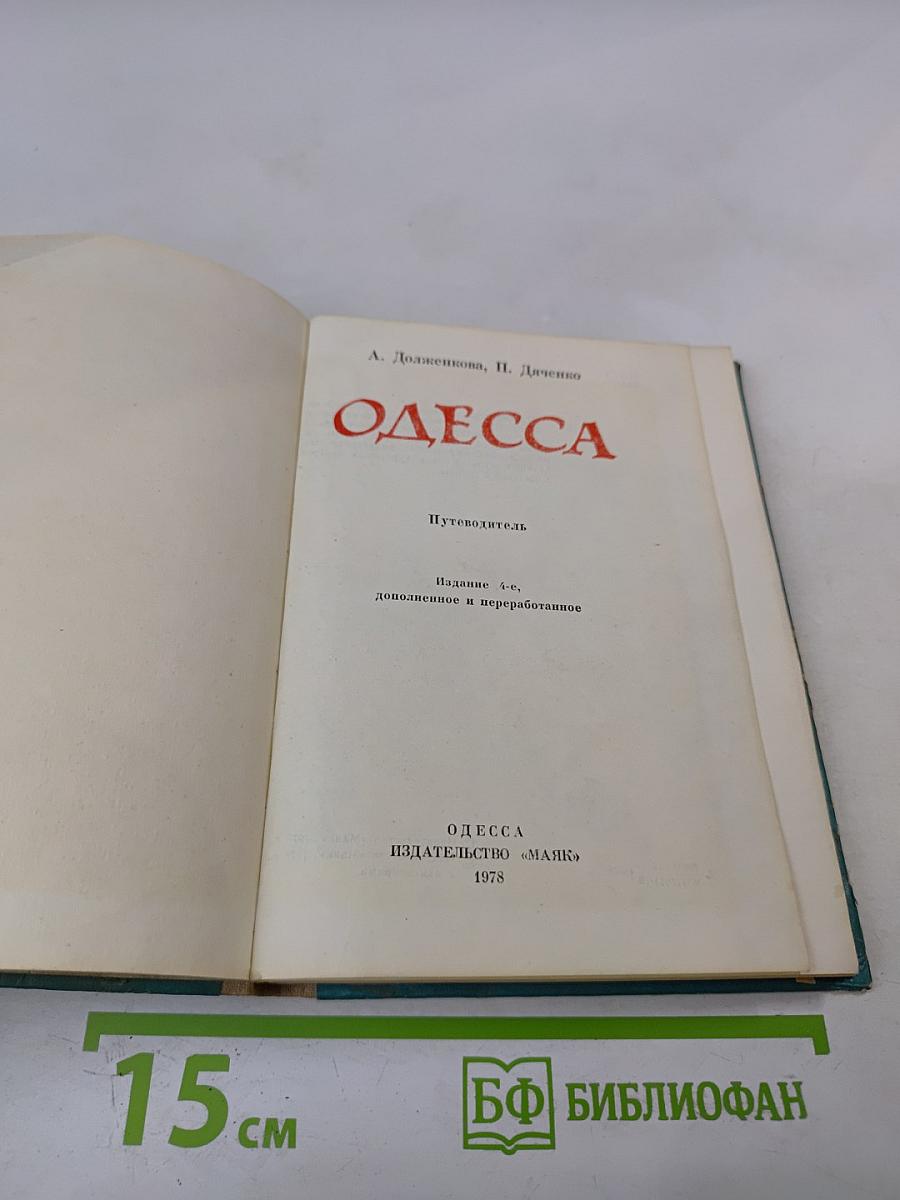 А. Долженкова, П. Дяченко
ОДЕССА
Путеводитель
Издание 4-е,
дополненное и переработанное
ОДЕССА
ИЗДАТЕЛЬСТВО «МАЯК»
1978
15 см
БФ БИБЛИОФАН